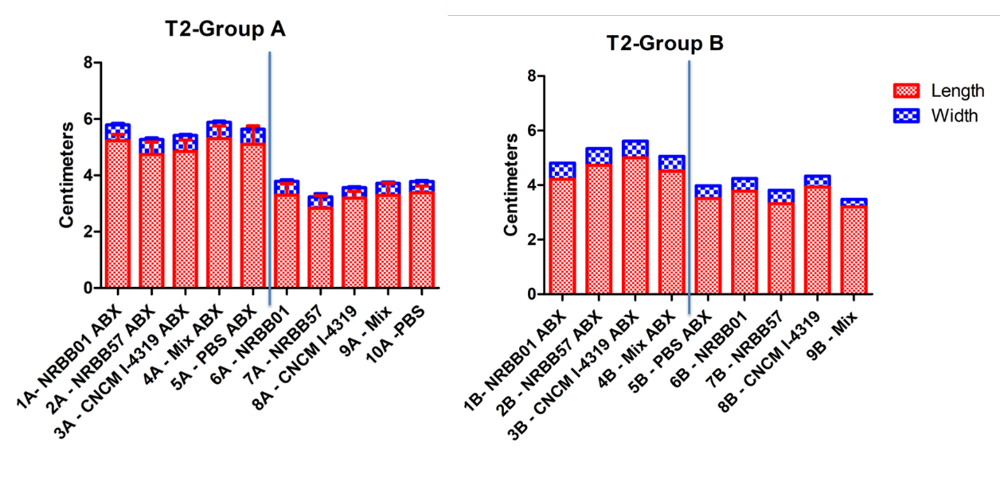 T2-Group A
Centimeters
8
6
4
2
0
1A- NRBB01 ABX
2A - NRBB57 ABX
3A - CNCM I-4319 ABX
4A - Mix ABX
5A - PBS ABX
6A - NRBB01
7A - NRBB57
8A - CNCM I-4319
9A - Mix
10A -PBS
T2-Group B
Centimeters
8
6
4
2
0
1B- NRBB01 ABX
2B - NRBB57 ABX
3B - CNCM I-4319 ABX
4B - Mix ABX
5B - PBS ABX
6B - NRBB01
7B - NRBB57
8B - CNCM I-4319
9B - Mix
Length
Width